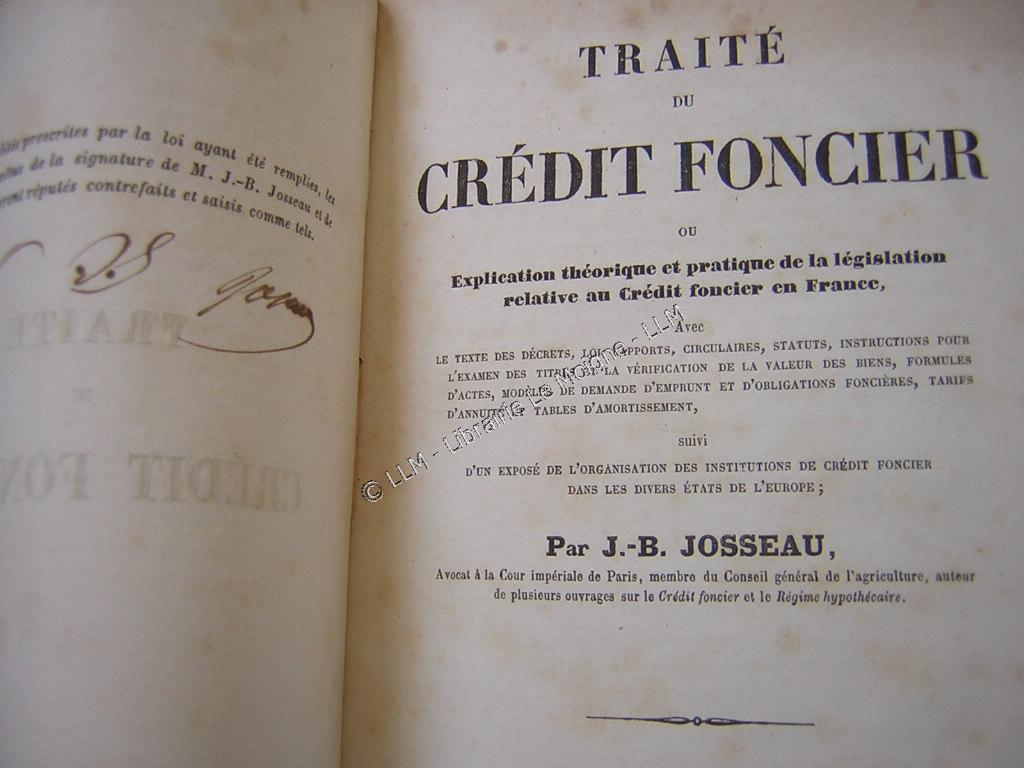 prescrites par la loi ayant été remplies, les
de la signature de M. J.-B. Josseau et de
réputés contrefaits et saisis comme tels.
TRAITÉ
DU
CRÉDIT FONCIER
OU
Explication théorique et pratique de la législation
relative au Crédit foncier en France,
Avec
LE TEXTE DES DÉCRETS, LOIS, RAPPORTS, CIRCULAIRES, STATUTS, INSTRUCTIONS POUR
L'EXAMEN DES TITRES ET LA VÉRIFICATION DE LA VALEUR DES BIENS, FORMULES
D'ACTES, MODÈLES DE DEMANDE D'EMPRUNT ET D'OBLIGATIONS FONCIÈRES, TARIFS
D'ANNUITÉS TABLES D'AMORTISSEMENT,
suivi
D'UN EXPOSÉ DE L'ORGANISATION DES INSTITUTIONS DE CRÉDIT FONCIER
DANS LES DIVERS ÉTATS DE L'EUROPE ;
Par J.-B. JOSSEAU,
Avocat à la Cour impériale de Paris, membre du Conseil général de l'agriculture, auteur
de plusieurs ouvrages sur le Crédit foncier et le Régime hypothécaire.
© LLM - Librairie Le Moigne - LLM